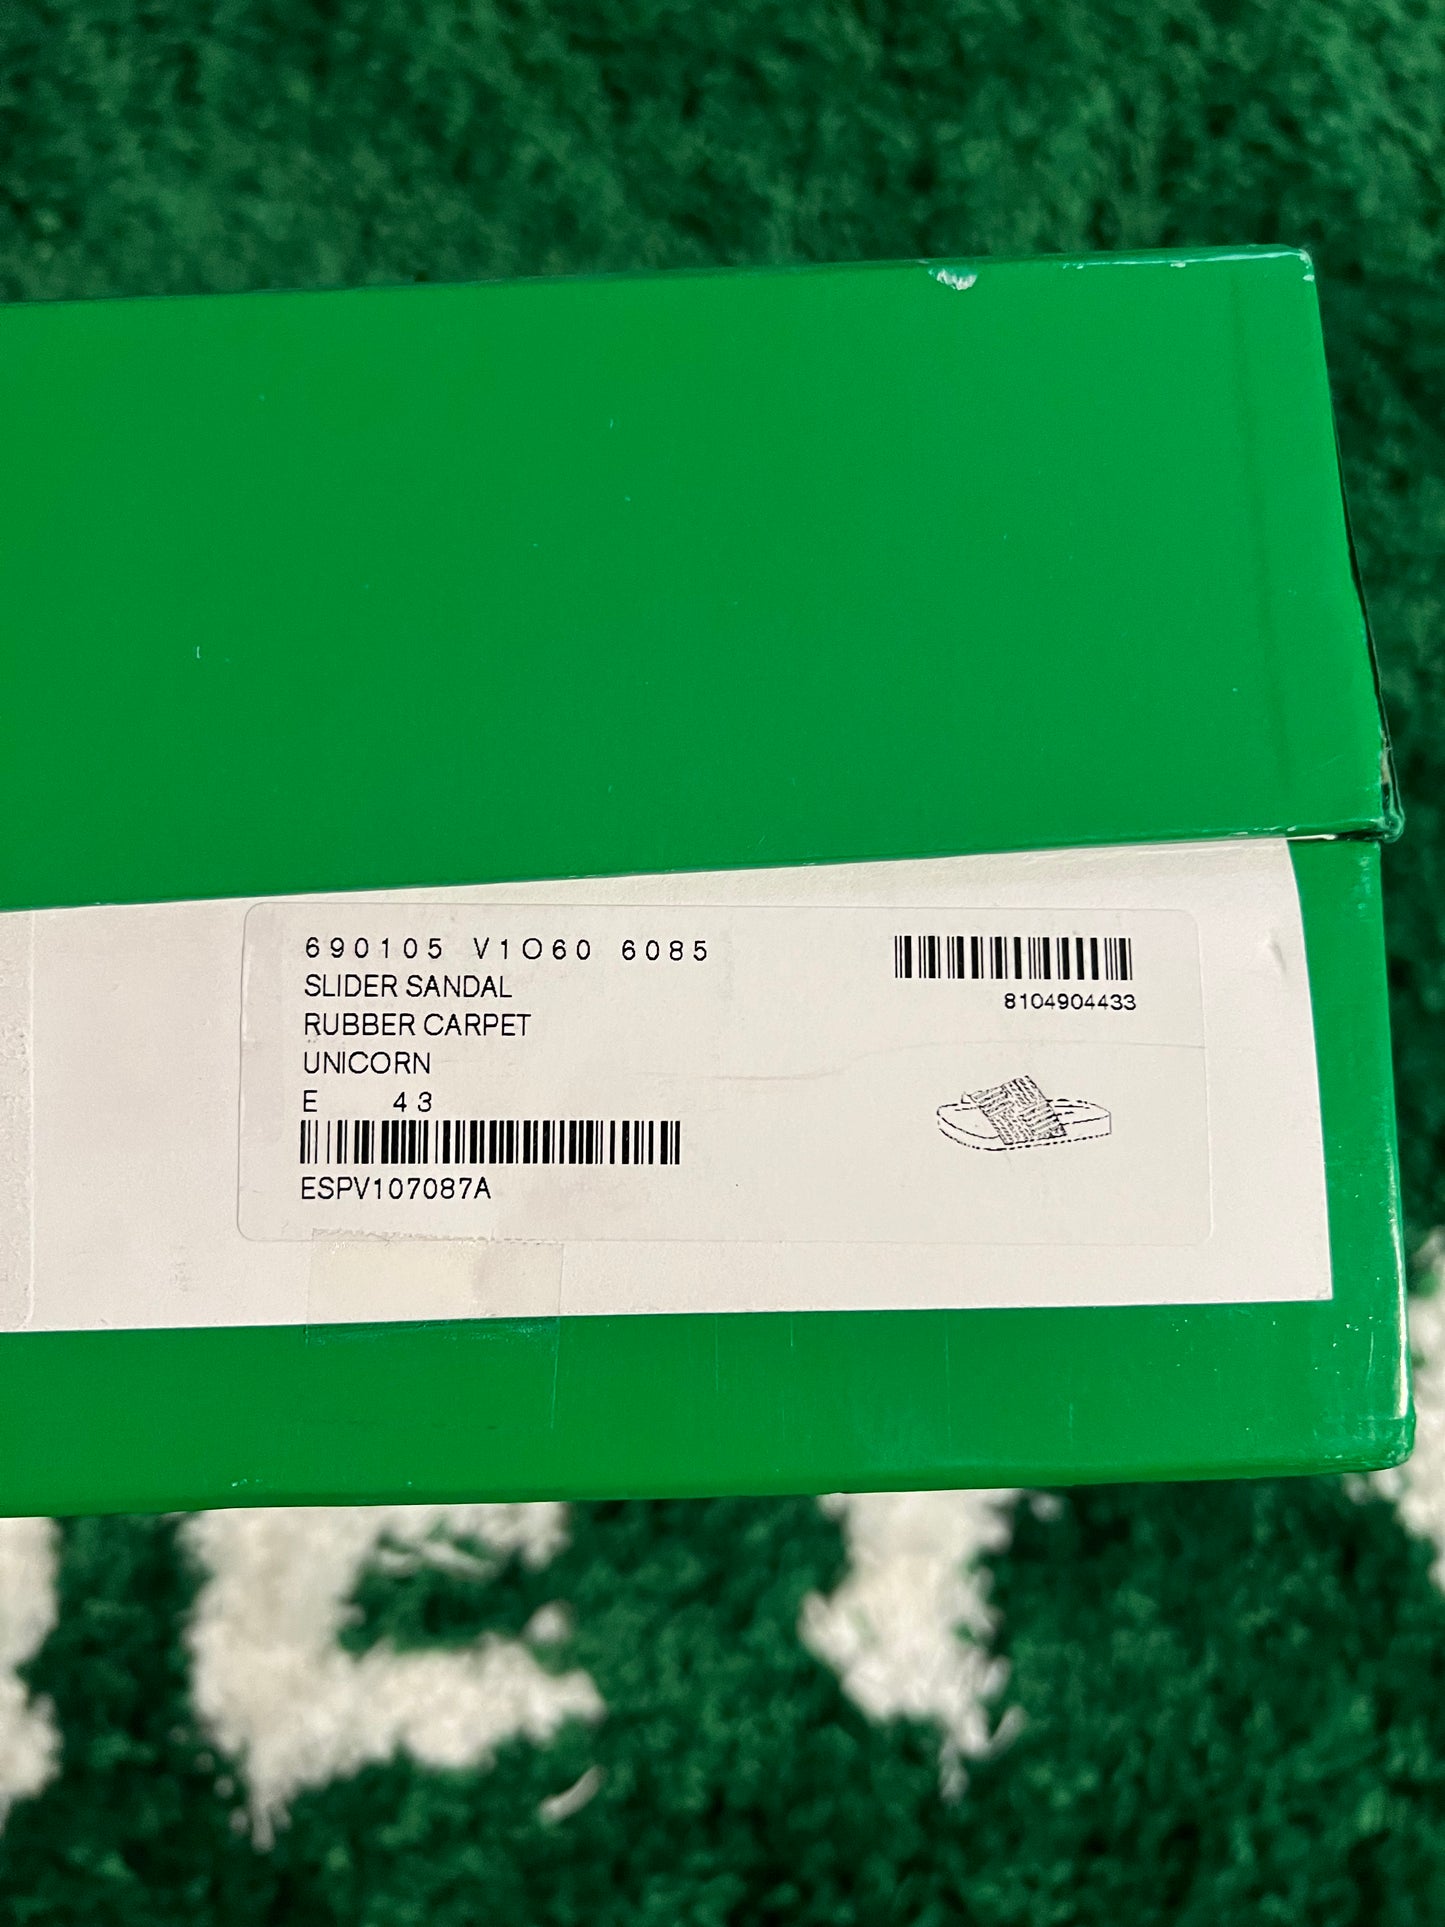 690105 V1O60 6085
SLIDER SANDAL
RUBBER CARPET
UNICORN
E 43
ESPV107087A
8104904433